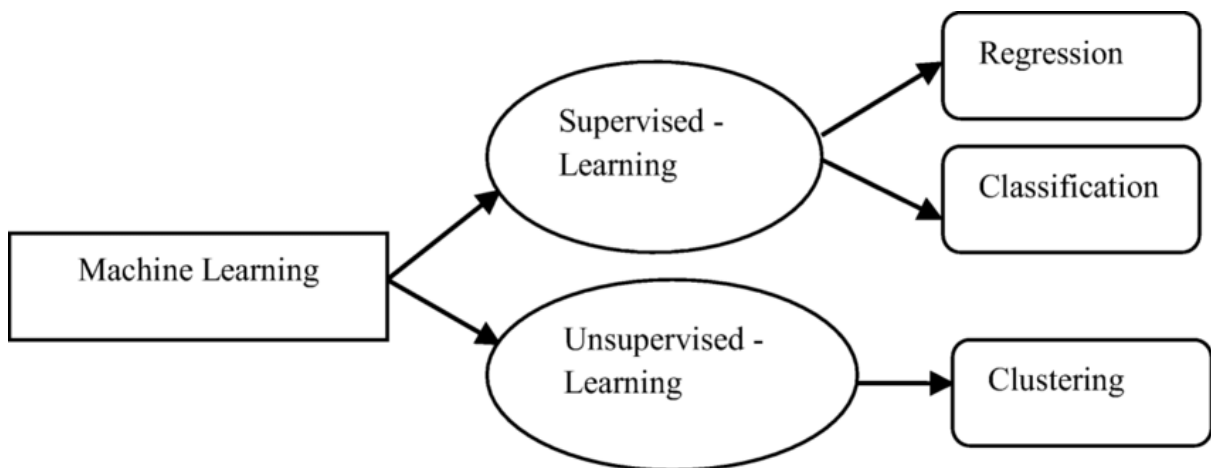 Machine Learning
Supervised -
Learning
Regression
Classification
Unsupervised -
Learning
Clustering